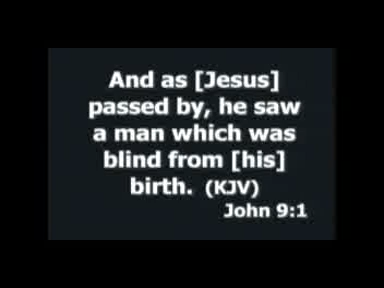 And as [Jesus]
passed by, he saw
a man which was
blind from [his]
birth. (KJV)
John 9:1